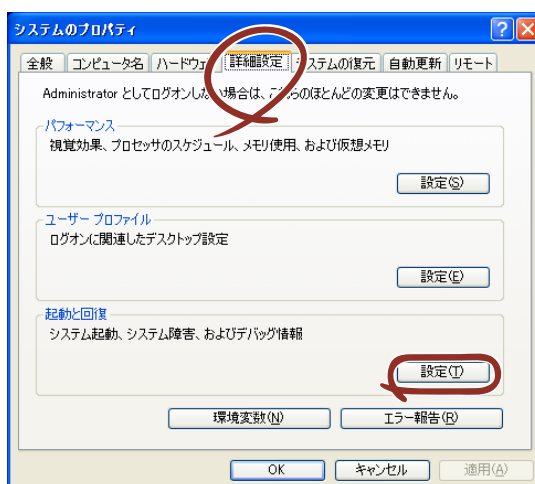 システムのプロパティ
全般 コンピュータ名 ハードウェ 詳細設定 システムの復元 自動更新 リモート
Administrator としてログオンしない場合は、これらのほとんどの変更はできません。
パフォーマンス
視覚効果、プロセッサのスケジュール、メモリ使用、および仮想メモリ
設定(S)
ユーザー プロファイル
ログオンに関連したデスクトップ設定
設定(E)
起動と回復
システム起動、システム障害、およびデバッグ情報
設定(T)
環境変数(N) エラー報告(R)
OK キャンセル 適用(A)